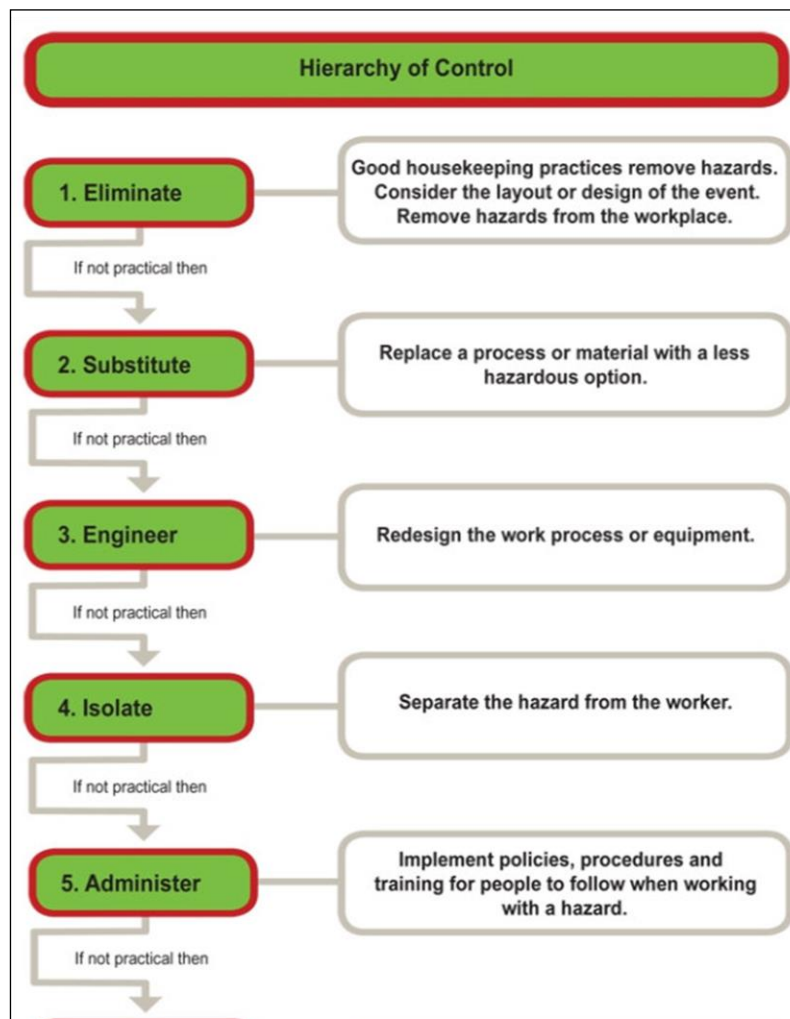 Hierarchy of Control
1. Eliminate
Good housekeeping practices remove hazards.
Consider the layout or design of the event.
Remove hazards from the workplace.
If not practical then
2. Substitute
Replace a process or material with a less
hazardous option.
If not practical then
3. Engineer
Redesign the work process or equipment.
If not practical then
4. Isolate
Separate the hazard from the worker.
If not practical then
5. Administer
Implement policies, procedures and
training for people to follow when working
with a hazard.
If not practical then